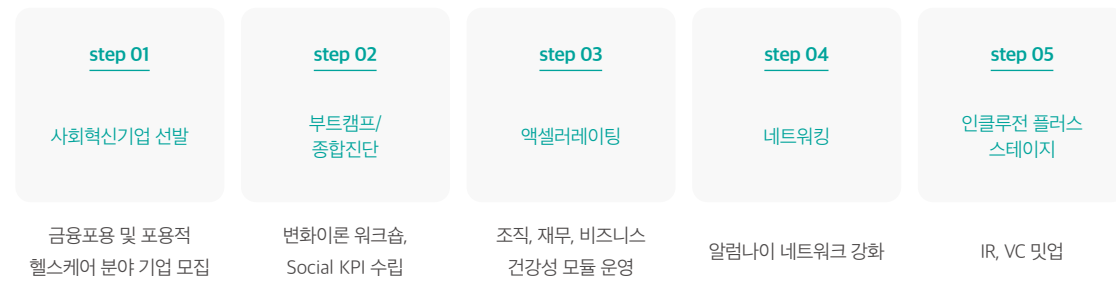 step 01
사회혁신기업 선발
금융포용 및 포용적
헬스케어 분야 기업 모집
step 02
부트캠프/
종합진단
변화이론 워크숍,
Social KPI 수립
step 03
액셀러레이팅
조직, 재무, 비즈니스
건강성 모듈 운영
step 04
네트워킹
알럼나이 네트워크 강화
step 05
인클루전 플러스
스테이지
IR, VC 밋업